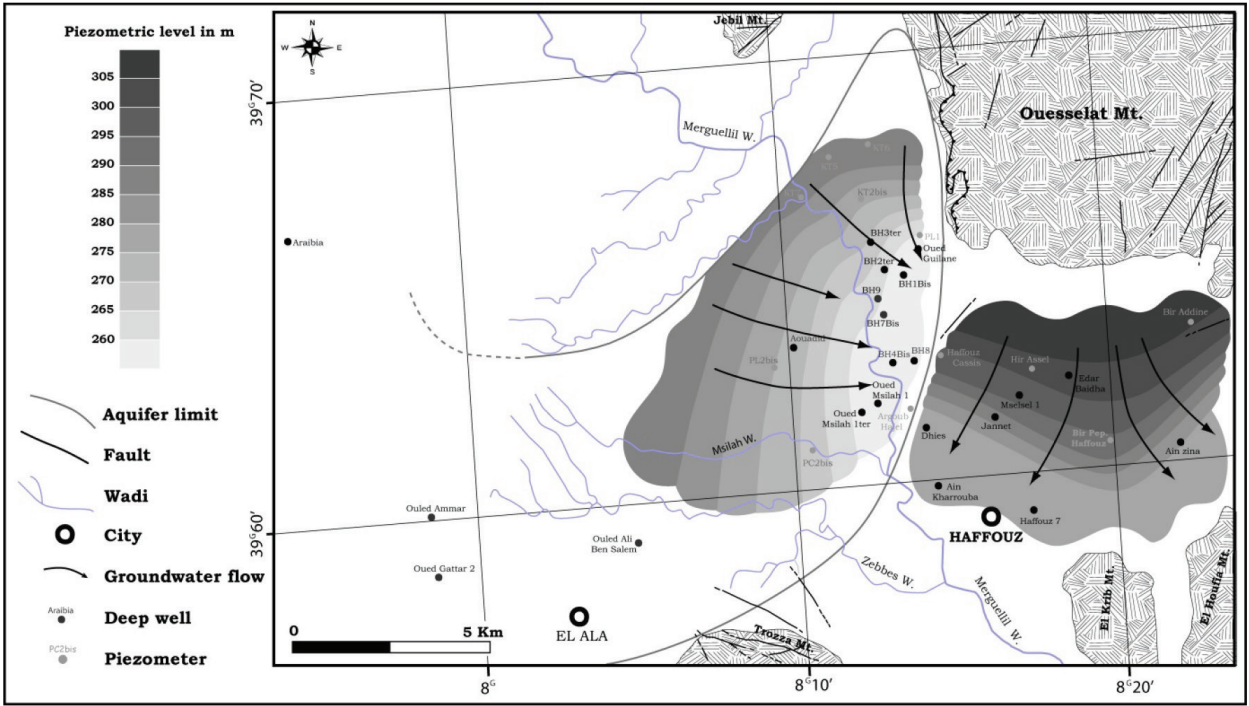 Piezometric level in m
305
300
295
290
285
280
275
270
265
260
Aquifer limit
Fault
Wadi
City
Groundwater flow
Araibia
Deep well
PC2bis
Piezometer
N
W
E
S
39ᴳ70′
39ᴳ60′
8ᴳ
8ᴳ10′
8ᴳ20′
0
5 Km
Jebil Mt.
Ouesselat Mt.
Merguellil W.
KT6
KT2bis
Araibia
BH3ter
PL1
Oued
Guilane
BH2ter
BH1Bis
BH9
BH7Bis
Aouadid
PL2bis
BH4Bis
BH8
Oued
Msilah 1
Oued
Msilah 1ter
Argoub
Msilah W.
PC2bis
Bir Addine
Haffouz
Cassis
Hir Assel
Edar
Baidha
Mselsel 1
Jannet
Dhies
Bir Pep.
Haffouz
Ain zina
Ain
Kharrouba
Haffouz 7
HAFFOUZ
Ouled Ammar
Ouled Ali
Ben Salem
Oued Gattar 2
EL ALA
Zebbes W.
Merguellil W.
Trozza Mt.
El Krib Mt.
El Houfia Mt.